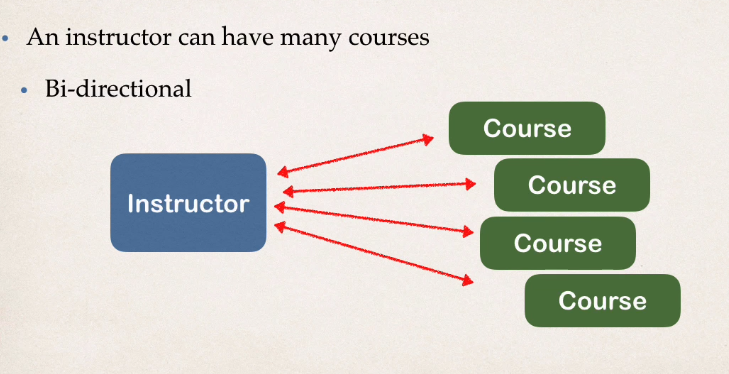 • An instructor can have many courses
• Bi-directional
Course
Instructor
Course
Course
Course